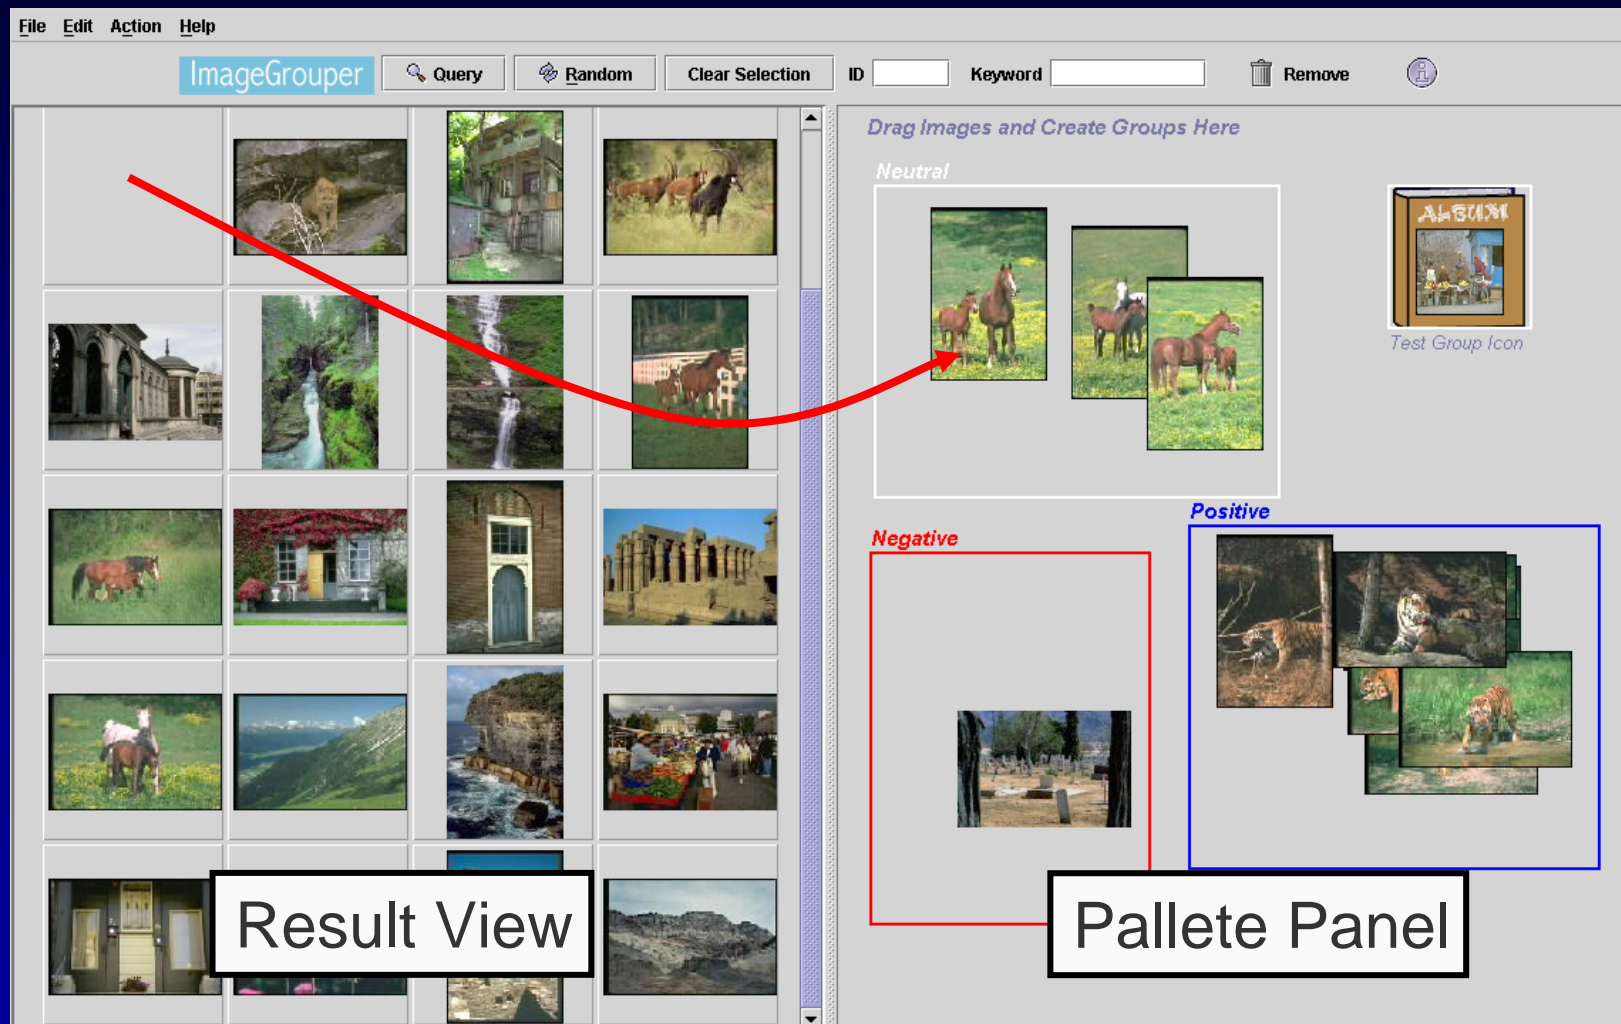 File Edit Action Help
ImageGrouper Query Random Clear Selection ID Keyword Remove
Drag Images and Create Groups Here
Neutral
ALBUM
Test Group Icon
Positive
Negative
Result View
Pallete Panel